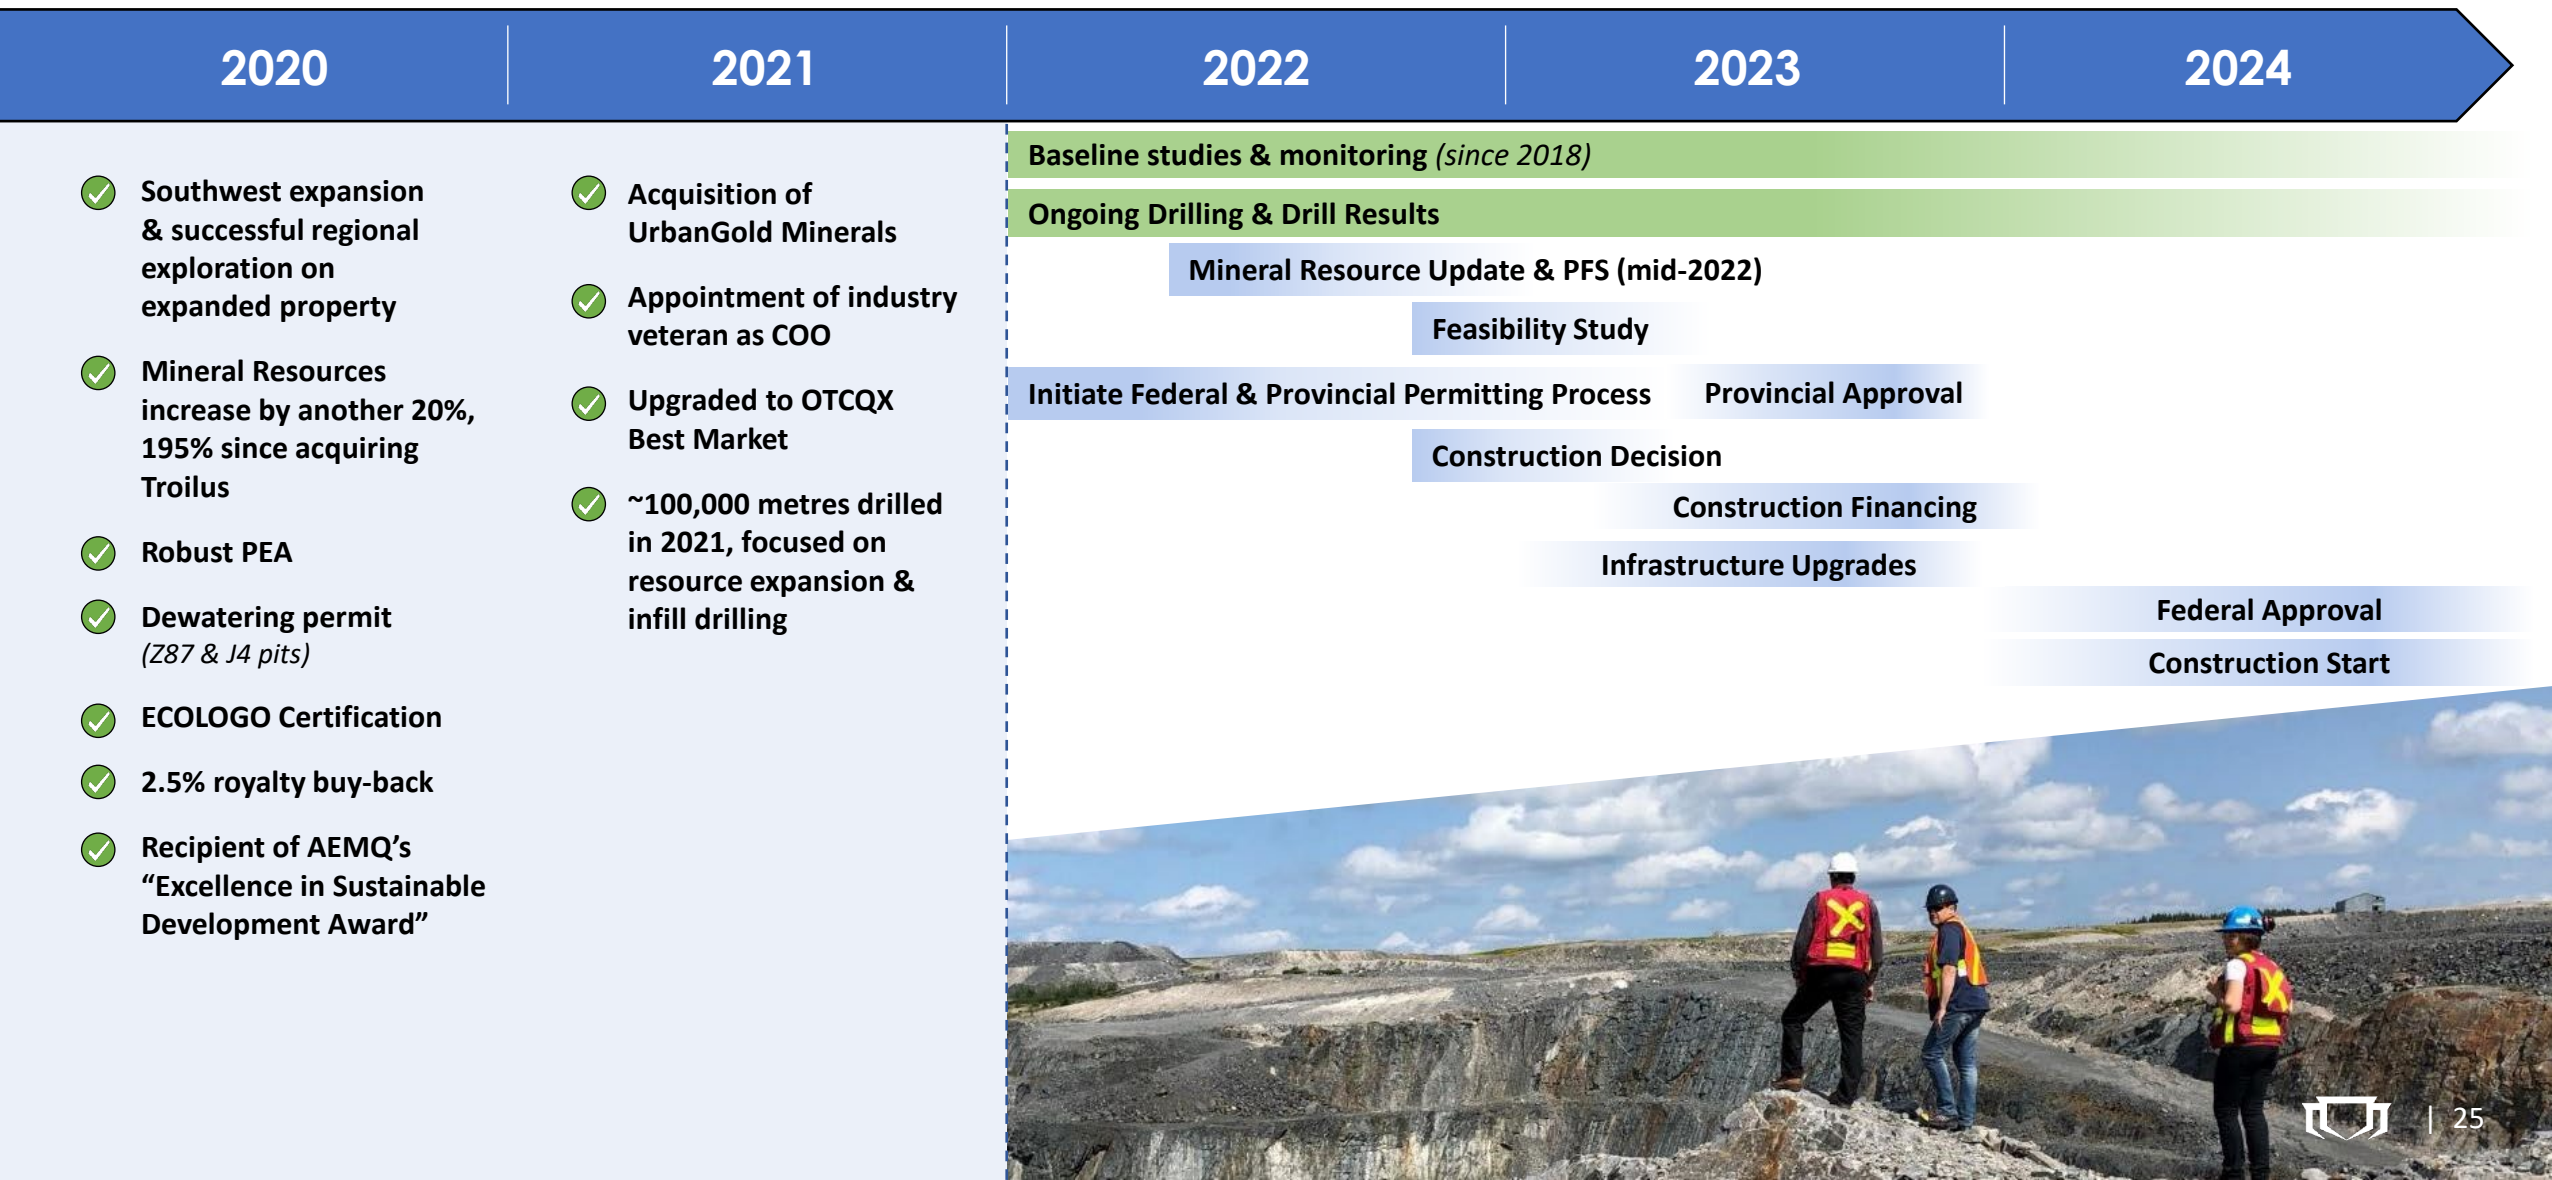 2020
2021
2022
2023
2024
Southwest expansion
& successful regional
exploration on
expanded property
Mineral Resources
increase by another 20%,
195% since acquiring
Troilus
Robust PEA
Dewatering permit
(Z87 & J4 pits)
ECOLOGO Certification
2.5% royalty buy-back
Recipient of AEMQ’s
“Excellence in Sustainable
Development Award”
Acquisition of
UrbanGold Minerals
Appointment of industry
veteran as COO
Upgraded to OTCQX
Best Market
~100,000 metres drilled
in 2021, focused on
resource expansion &
infill drilling
Baseline studies & monitoring (since 2018)
Ongoing Drilling & Drill Results
Mineral Resource Update & PFS (mid-2022)
Feasibility Study
Initiate Federal & Provincial Permitting Process
Provincial Approval
Construction Decision
Construction Financing
Infrastructure Upgrades
Federal Approval
Construction Start
| 25